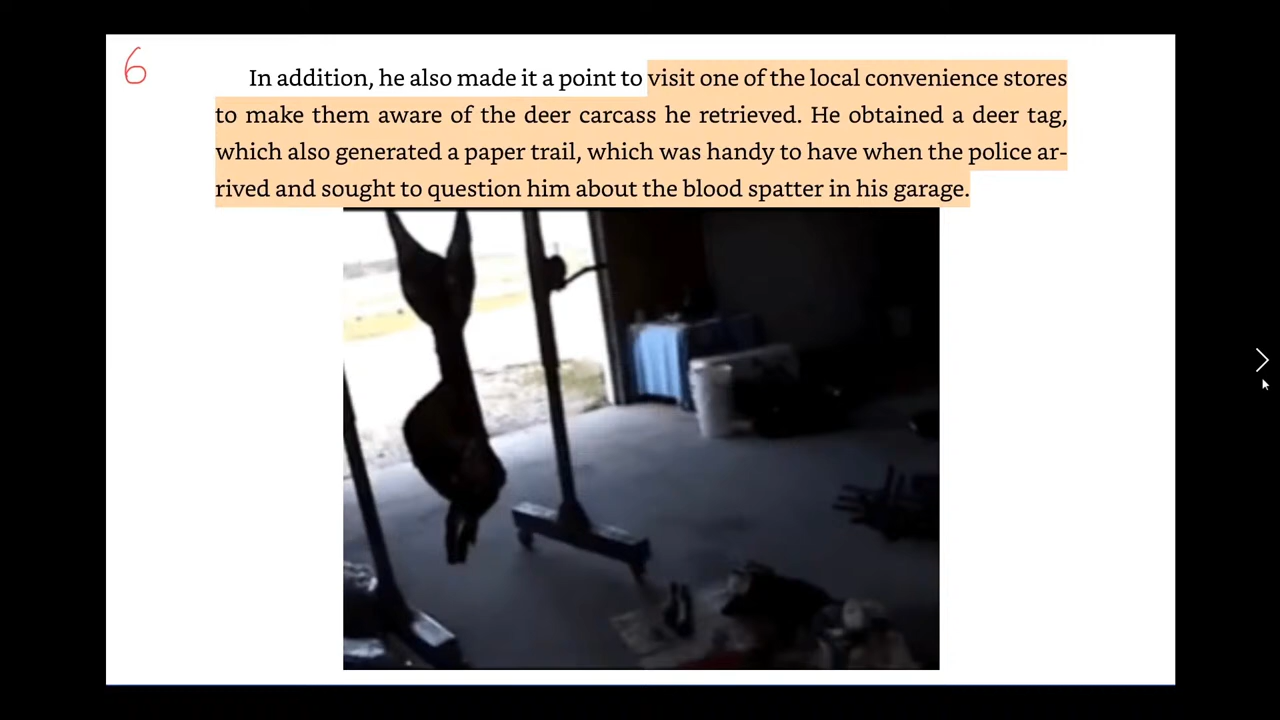 6
In addition, he also made it a point to visit one of the local convenience stores
to make them aware of the deer carcass he retrieved. He obtained a deer tag,
which also generated a paper trail, which was handy to have when the police ar-
rived and sought to question him about the blood spatter in his garage.